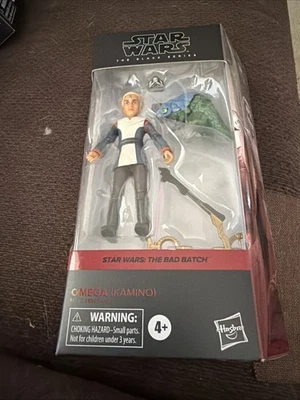 STAR
WARS
THE BLACK SERIES
STAR WARS: THE BAD BATCH
OMEGA (KAMINO)
WARNING:
CHOKING HAZARD–Small parts.
Not for children under 3 years.
4+
Hasbro